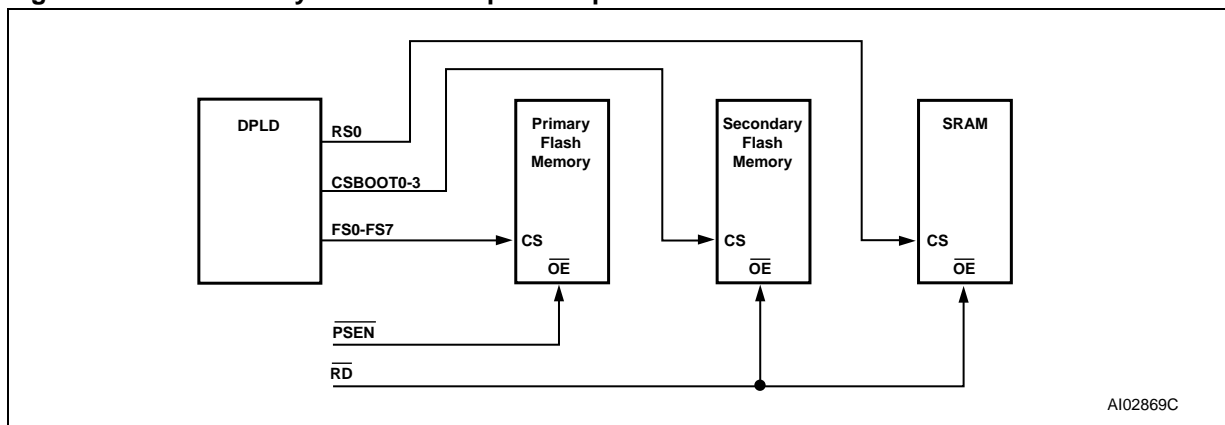 DPLD
RS0
CSBOOT0-3
FS0-FS7
Primary
Flash
Memory
CS
OE
Secondary
Flash
Memory
CS
OE
SRAM
CS
OE
PSEN
RD
AI02869C